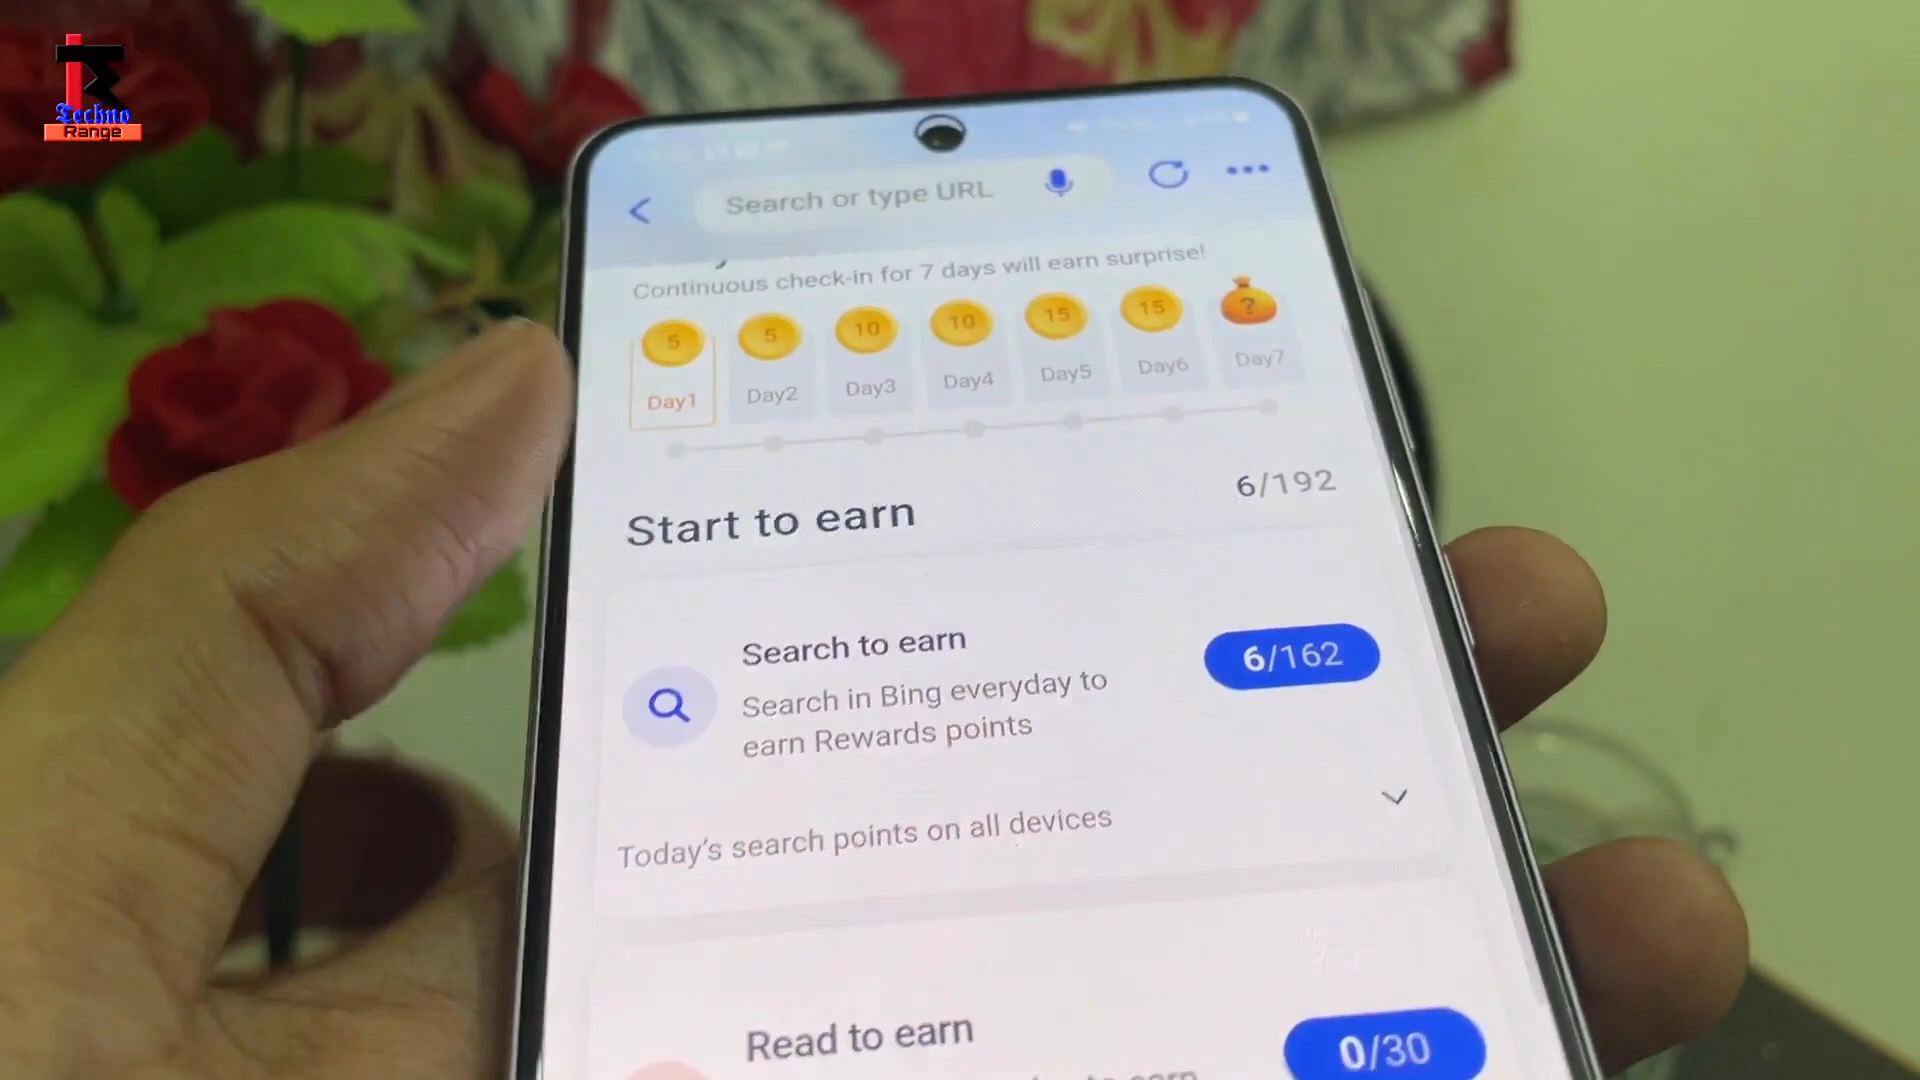 Techno
Range
Search or type URL
Continuous check-in for 7 days will earn surprise!
5 5 10 10 15 15 ?
Day1 Day2 Day3 Day4 Day5 Day6 Day7
Start to earn 6/192
Search to earn 6/162
Search in Bing everyday to
earn Rewards points
Today's search points on all devices
Read to earn 0/30